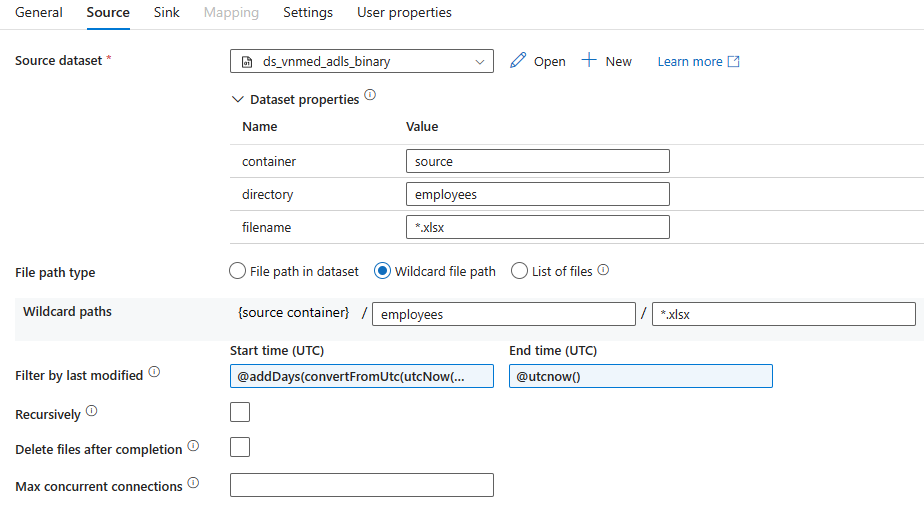 General Source Sink Mapping Settings User properties
Source dataset * ds_vnmed_adls_binary Open New Learn more
Dataset properties
Name Value
container source
directory employees
filename *.xlsx
File path type File path in dataset Wildcard file path List of files
Wildcard paths {source container} / employees / *.xlsx
Start time (UTC) End time (UTC)
Filter by last modified @addDays(convertFromUtc(utcNow(... @utcnow()
Recursively
Delete files after completion
Max concurrent connections